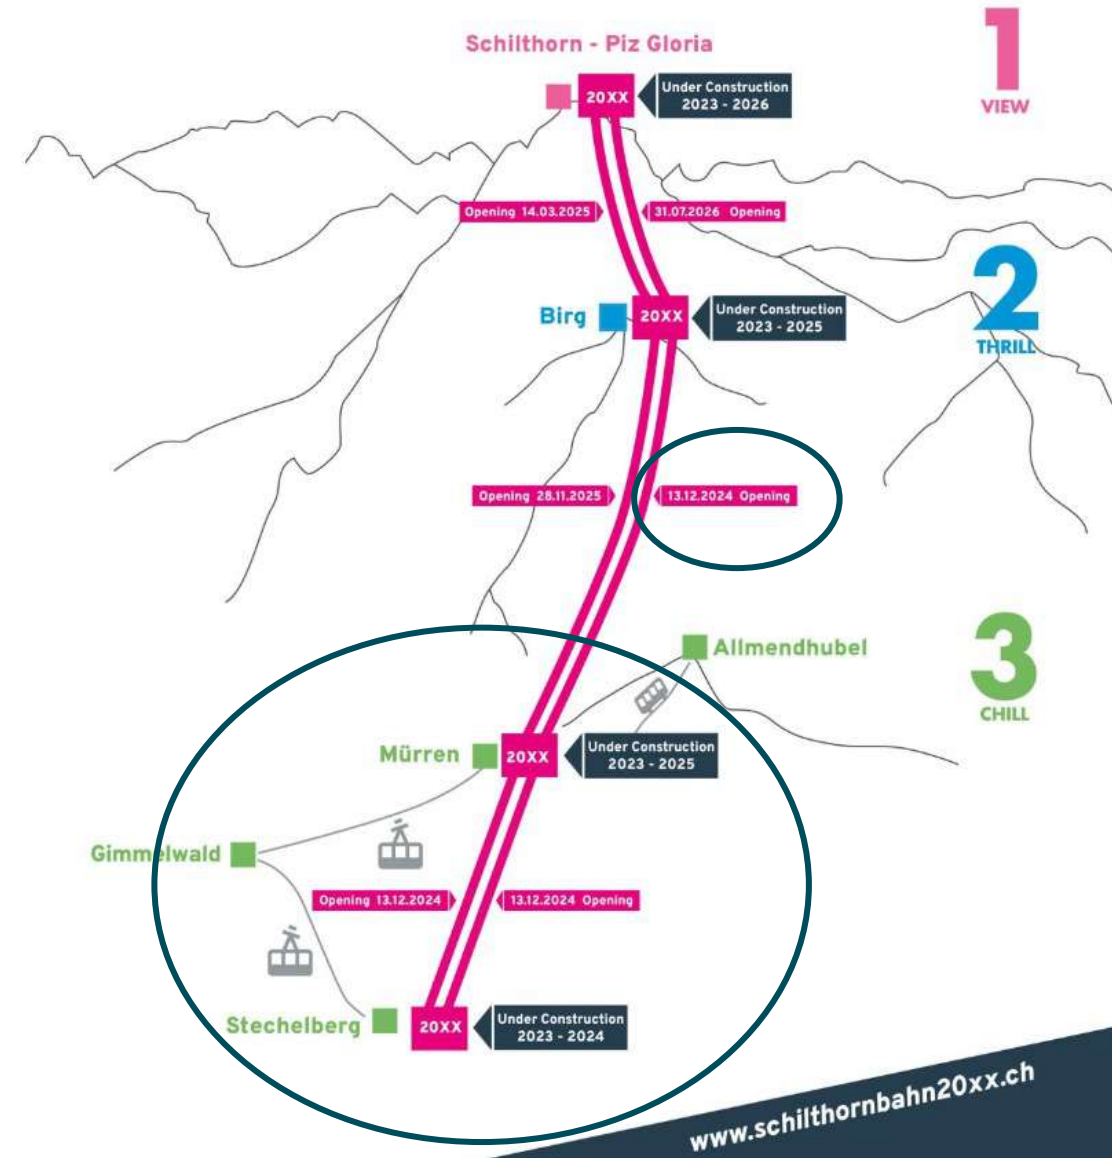 Schilthorn - Piz Gloria
1
VIEW
20XX
Under Construction
2023 - 2026
Opening 14.03.2025
31.07.2026 Opening
2
THRILL
Birg
20XX
Under Construction
2023 - 2025
Opening 28.11.2025
13.12.2024 Opening
3
CHILL
Allmendhubel
Mürren
20XX
Under Construction
2023 - 2025
Gimmelwald
Opening 13.12.2024
13.12.2024 Opening
Stechelberg
20XX
Under Construction
2023 - 2024
www.schilthornbahn20xx.ch